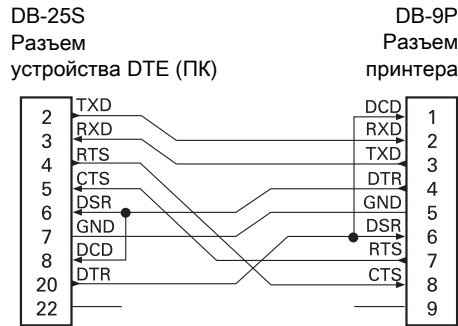 DB-25S
Разъем
устройства DTE (ПК)
DB-9P
Разъем
принтера
2 TXD
3 RXD
4 RTS
5 CTS
6 DSR
7 GND
8 DCD
20 DTR
22
DCD 1
RXD 2
TXD 3
DTR 4
GND 5
DSR 6
RTS 7
CTS 8
9